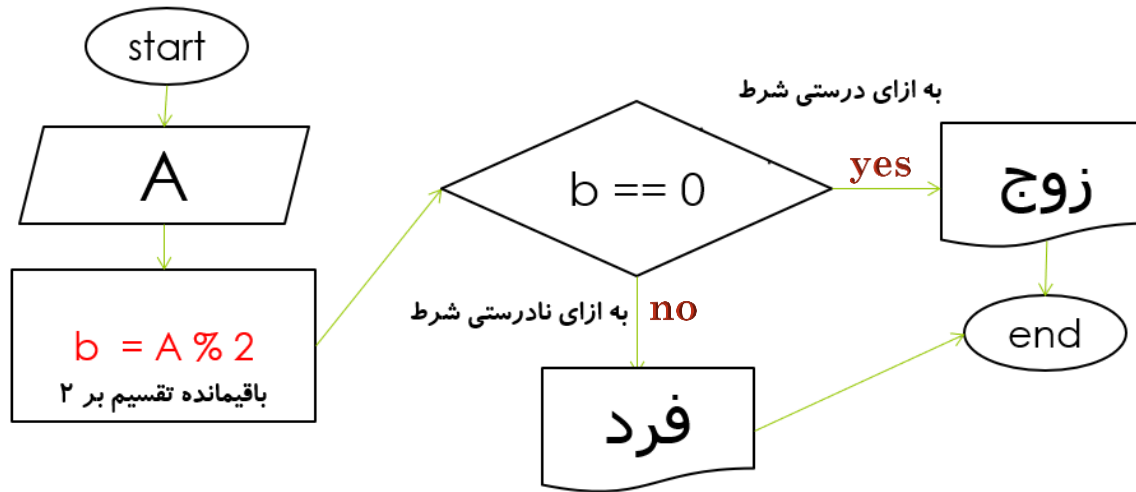 start
A
b = A % 2
باقیمانده تقسیم بر ۲
b == 0
به ازای درستی شرط
yes
زوج
به ازای نادرستی شرط
no
فرد
end